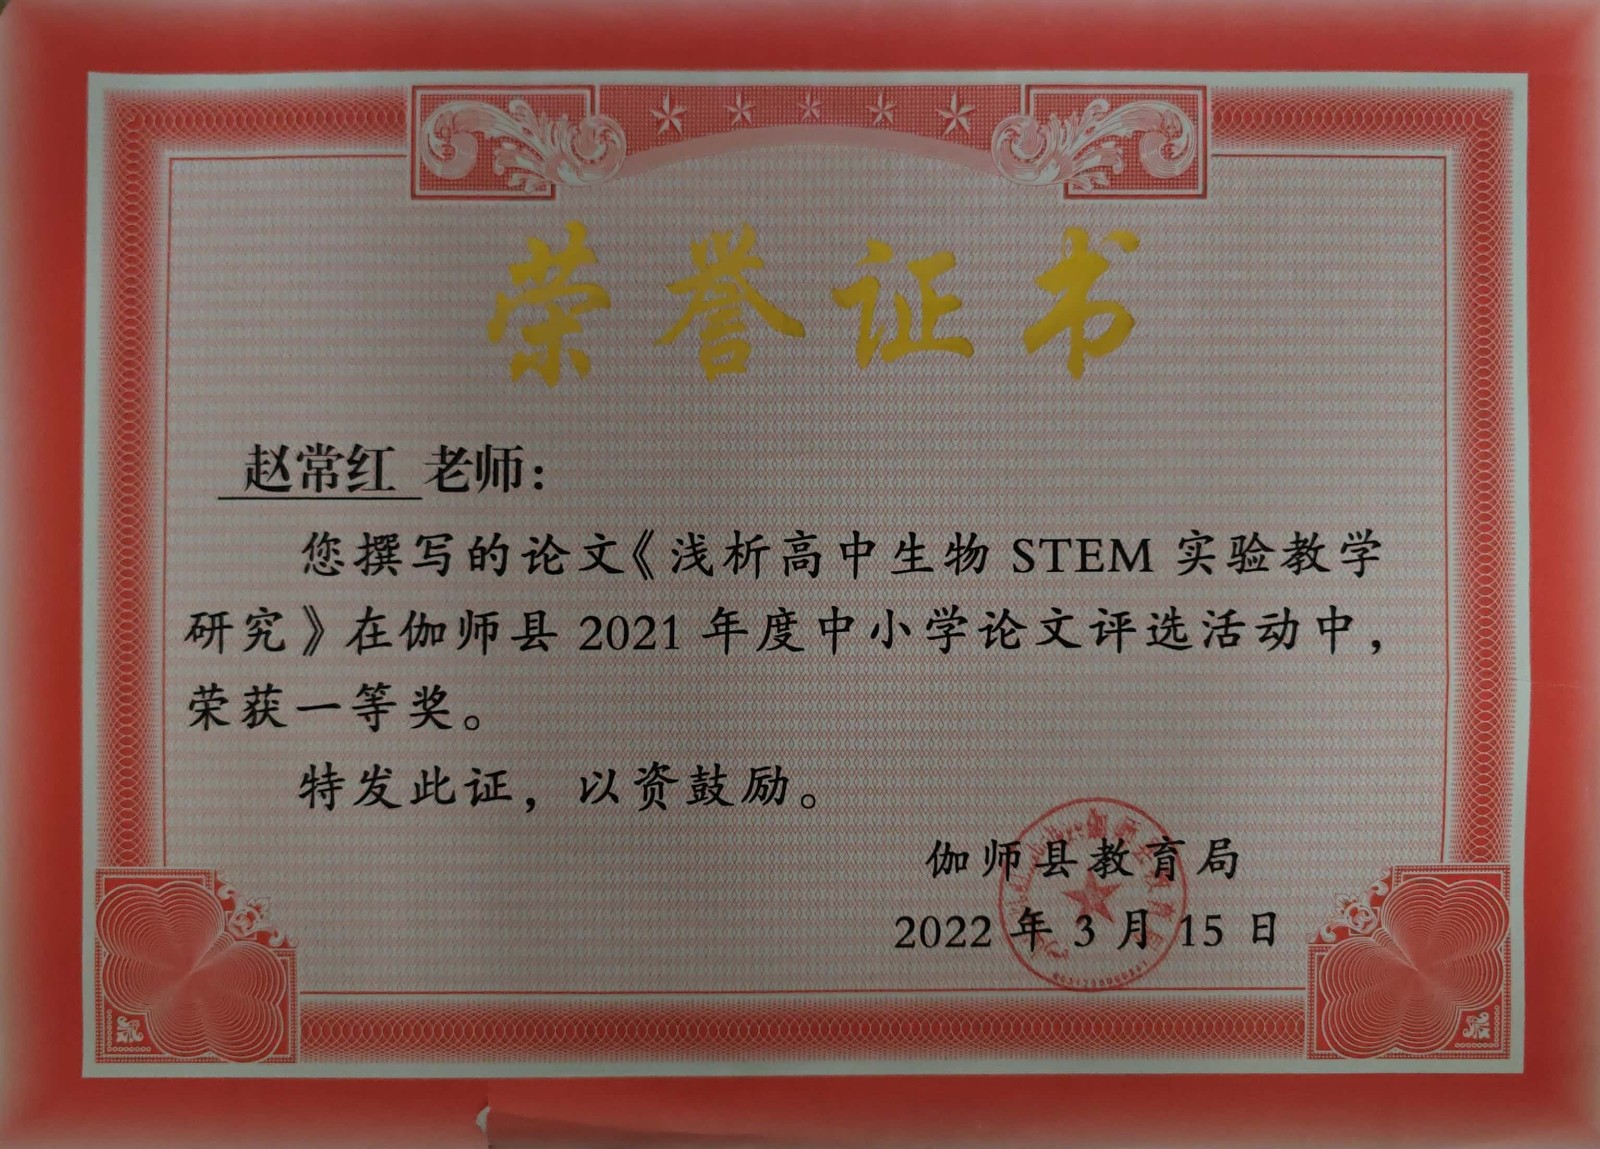 荣誉证书
赵常红 老师：
您撰写的论文《浅析高中生物 STEM 实验教学
研究》在伽师县 2021 年度中小学论文评选活动中，
荣获一等奖。
特发此证，以资鼓励。
伽师县教育局
2022 年 3 月 15 日